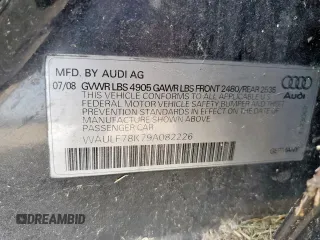 MFD. BY AUDI AG
07/08 GVWR LBS 4905 GAWR LBS FRONT 2480/REAR
THIS VEHICLE CONFORMS TO ALL APPLICABLE
FEDERAL MOTOR VEHICLE SAFETY BUMPER AND THEFT
PREVENTION STANDARDS IN EFFECT ON THE DATE OF
MANUFACTURE SHOWN ABOVE
PASSENGER CAR
Audi
WAULF78K79A082226
DREAMBID